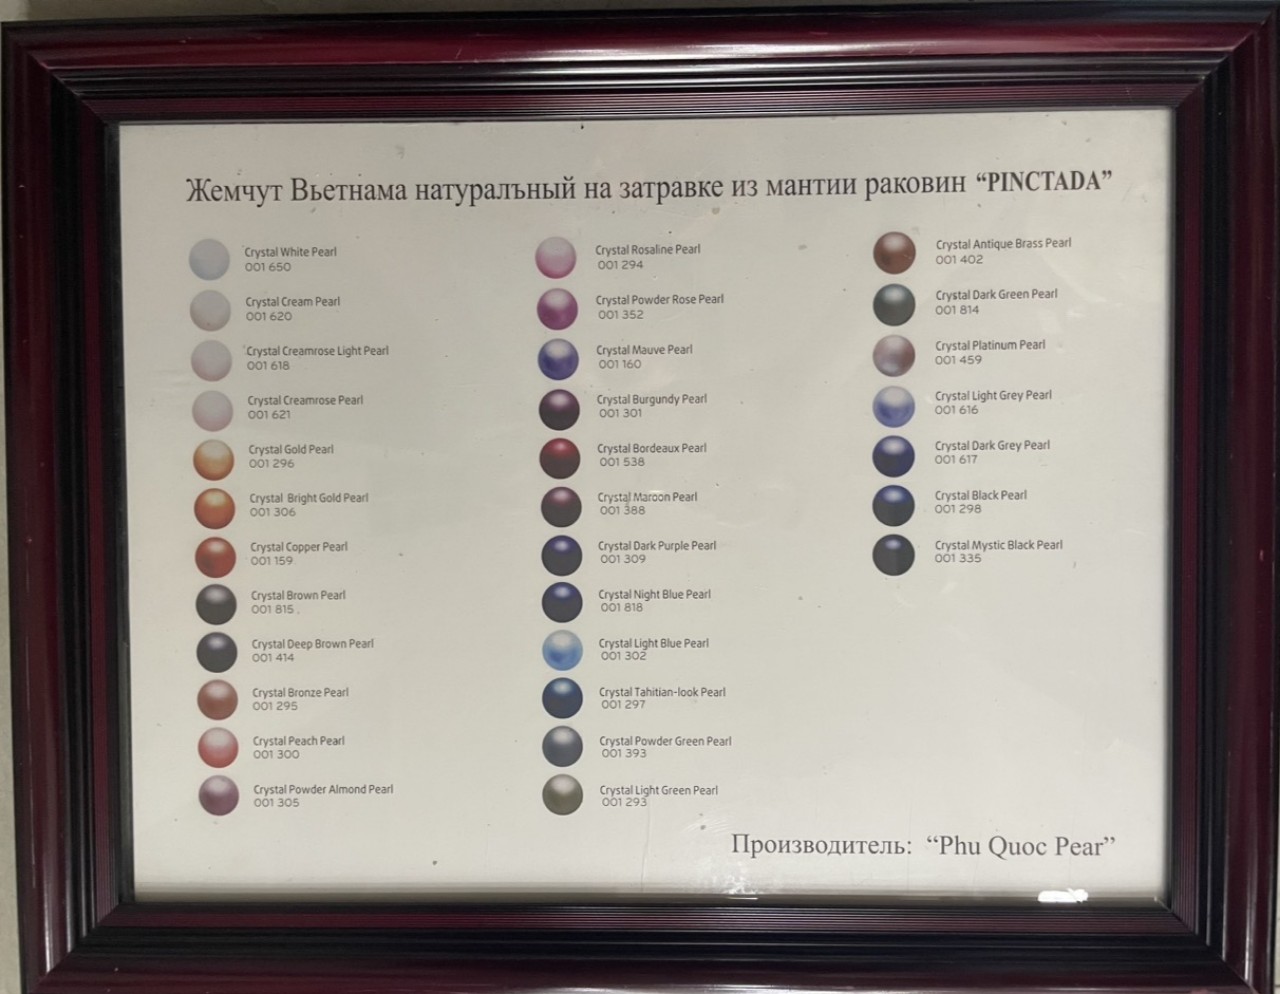 Жемчут Вьетнама натуралъный на затравке из мантии раковин “PINCTADA”
Crystal White Pearl
001 650
Crystal Cream Pearl
001 620
Crystal Creamrose Light Pearl
001 618
Crystal Creamrose Pearl
001 621
Crystal Gold Pearl
001 296
Crystal Bright Gold Pearl
001 306
Crystal Copper Pearl
001 159
Crystal Brown Pearl
001 815
Crystal Deep Brown Pearl
001 414
Crystal Bronze Pearl
001 295
Crystal Peach Pearl
001 300
Crystal Powder Almond Pearl
001 305
Crystal Rosaline Pearl
001 294
Crystal Powder Rose Pearl
001 352
Crystal Mauve Pearl
001 160
Crystal Burgundy Pearl
001 301
Crystal Bordeaux Pearl
001 538
Crystal Maroon Pearl
001 388
Crystal Dark Purple Pearl
001 309
Crystal Night Blue Pearl
001 818
Crystal Light Blue Pearl
001 302
Crystal Tahitian-look Pearl
001 297
Crystal Powder Green Pearl
001 393
Crystal Light Green Pearl
001 293
Crystal Antique Brass Pearl
001 402
Crystal Dark Green Pearl
001 814
Crystal Platinum Pearl
001 459
Crystal Light Grey Pearl
001 616
Crystal Dark Grey Pearl
001 617
Crystal Black Pearl
001 298
Crystal Mystic Black Pearl
001 335
Производитель: “Phu Quoc Pear”